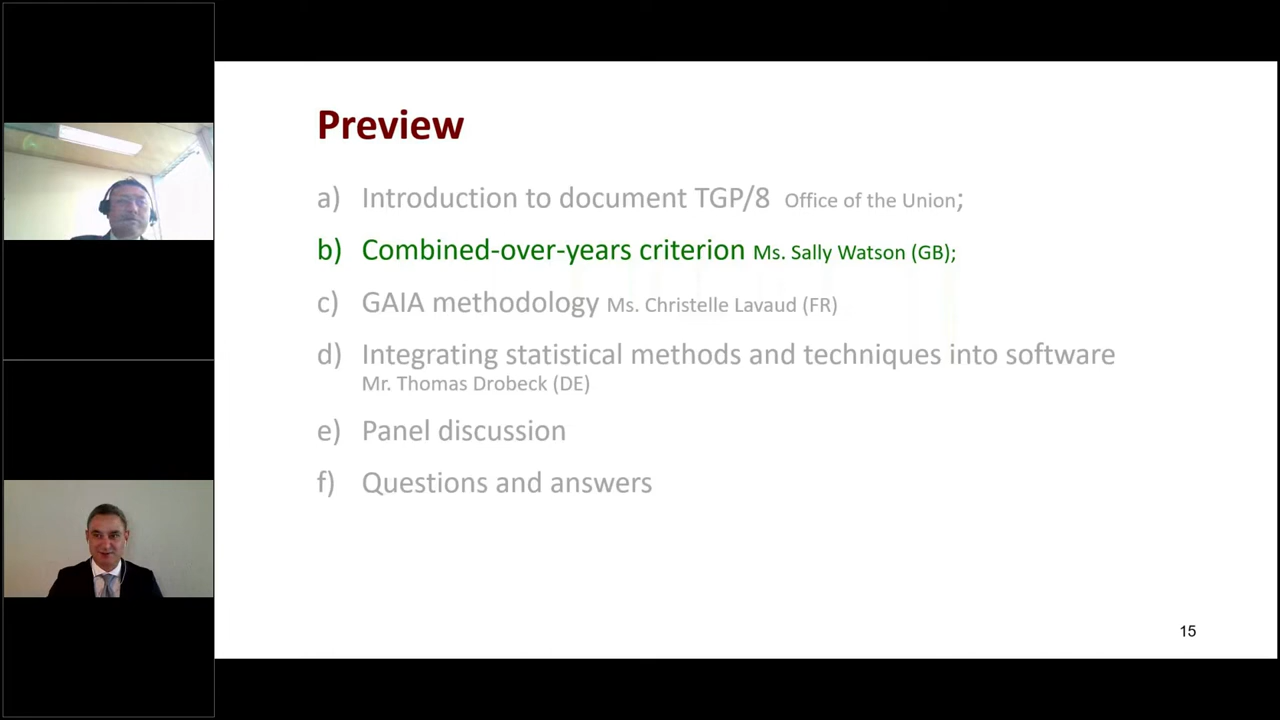 Preview
a) Introduction to document TGP/8 Office of the Union;
b) Combined-over-years criterion Ms. Sally Watson (GB);
c) GAIA methodology Ms. Christelle Lavaud (FR)
d) Integrating statistical methods and techniques into software
Mr. Thomas Drobeck (DE)
e) Panel discussion
f) Questions and answers
15